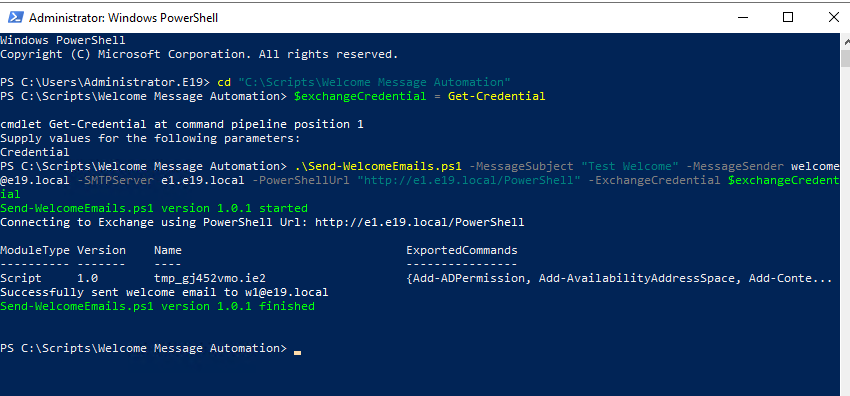 Administrator: Windows PowerShell
Windows PowerShell
Copyright (C) Microsoft Corporation. All rights reserved.
PS C:\Users\Administrator.E19> cd "C:\Scripts\Welcome Message Automation"
PS C:\Scripts\Welcome Message Automation> $exchangeCredential = Get-Credential
cmdlet Get-Credential at command pipeline position 1
Supply values for the following parameters:
Credential
PS C:\Scripts\Welcome Message Automation> .\Send-WelcomeEmails.ps1 -MessageSubject "Test Welcome" -MessageSender welcome
@e19.local -SMTPServer e1.e19.local -PowerShellUrl "http://e1.e19.local/PowerShell" -ExchangeCredential $exchangeCredent
ial
Send-WelcomeEmails.ps1 version 1.0.1 started
Connecting to Exchange using PowerShell Url: http://e1.e19.local/PowerShell
ModuleType Version    Name                                ExportedCommands
---------- -------    ----                                ----------------
Script     1.0        tmp_gj452vmo.ie2                    {Add-ADPermission, Add-AvailabilityAddressSpace, Add-Conte...
Successfully sent welcome email to w1@e19.local
Send-WelcomeEmails.ps1 version 1.0.1 finished
PS C:\Scripts\Welcome Message Automation>